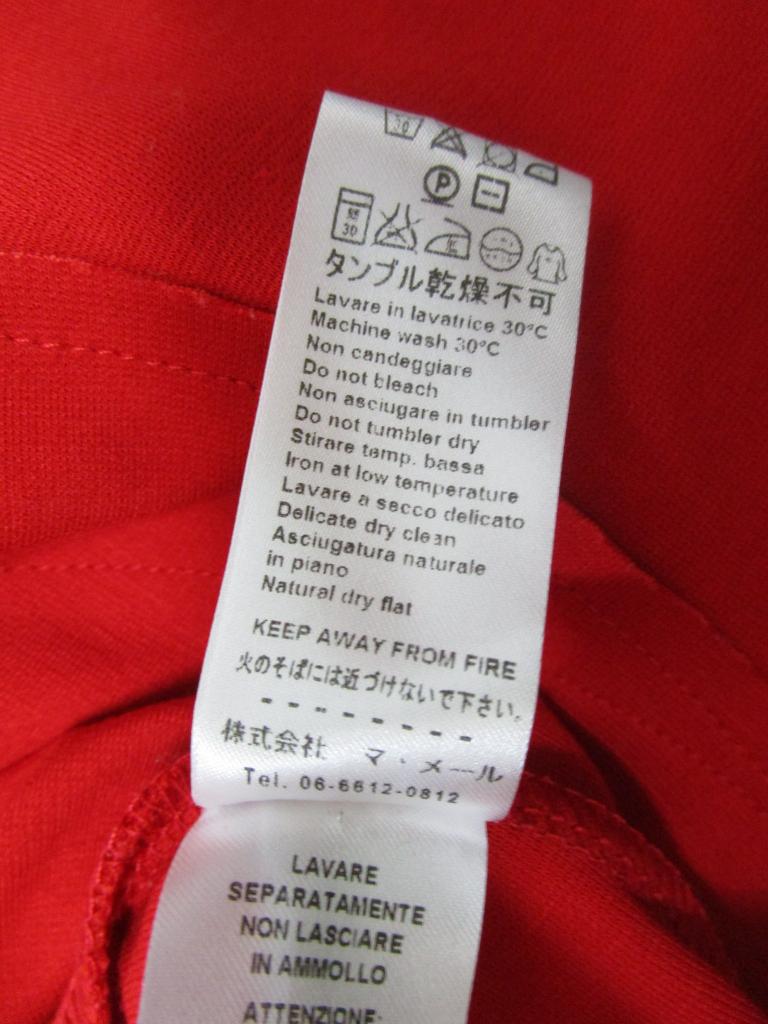 30
P
30
タンブル乾燥不可
Lavare in lavatrice 30°C
Machine wash 30°C
Non candeggiare
Do not bleach
Non asciugare in tumbler
Do not tumbler dry
Stirare temp. bassa
Iron at low temperature
Lavare a secco delicato
Delicate dry clean
Asciugatura naturale
in piano
Natural dry flat
KEEP AWAY FROM FIRE
火のそばには近づけないで下さい。
--------
株式会社 マ・メール
Tel. 06-6612-0812
LAVARE
SEPARATAMENTE
NON LASCIARE
IN AMMOLLO
ATTENZIONE: